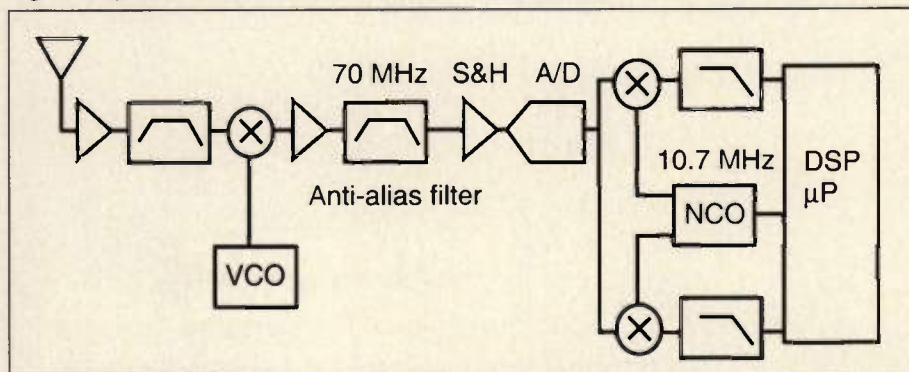 70 MHz S&H A/D
10.7 MHz
DSP
µP
NCO
Anti-alias filter
VCO